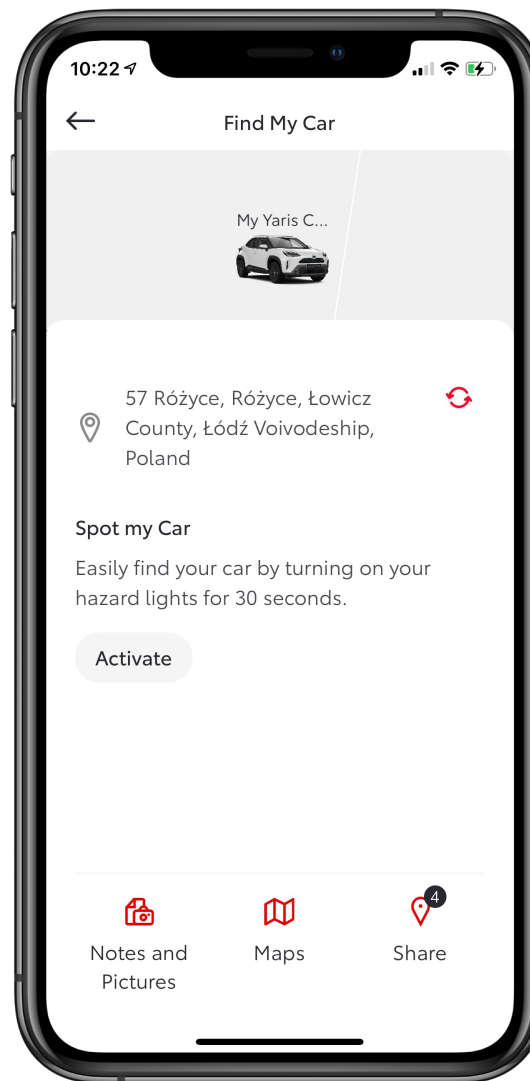 10:22
Find My Car
My Yaris C...
57 Różyce, Różyce, Łowicz
County, Łódź Voivodeship,
Poland
Spot my Car
Easily find your car by turning on your
hazard lights for 30 seconds.
Activate
4
Notes and
Pictures
Maps
Share